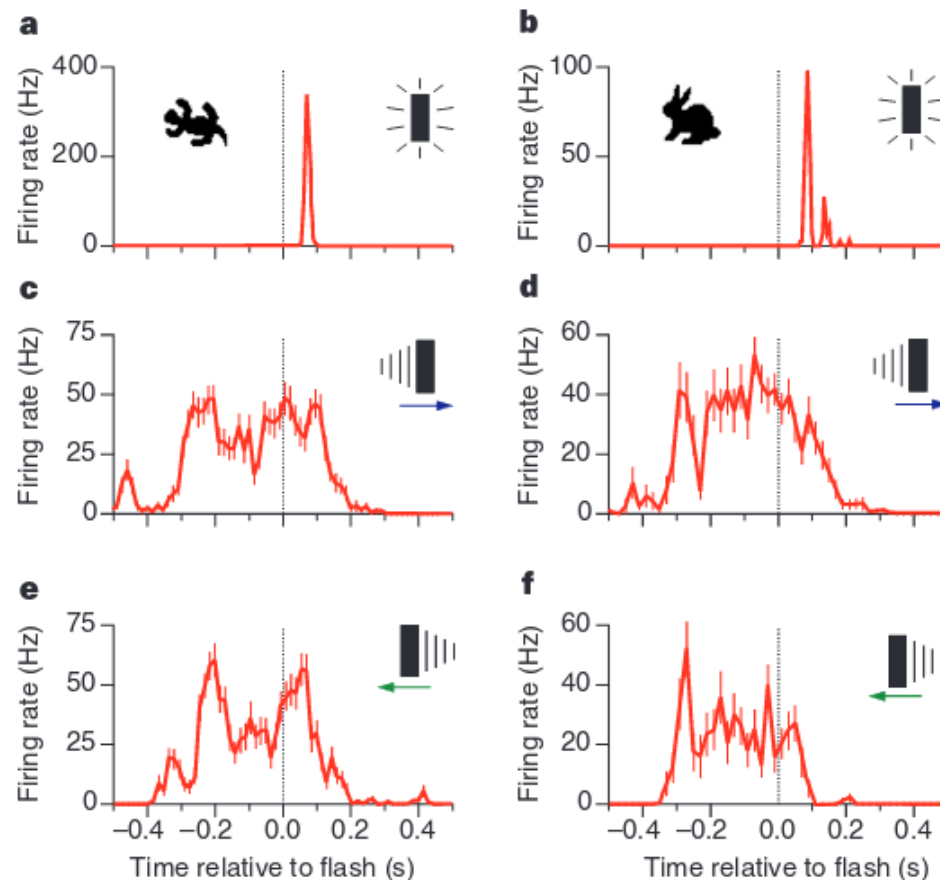 a
Firing rate (Hz)
400
200
0
b
Firing rate (Hz)
100
50
0
c
Firing rate (Hz)
75
50
25
0
d
Firing rate (Hz)
60
40
20
0
e
Firing rate (Hz)
75
50
25
0
−0.4 −0.2 0.0 0.2 0.4
Time relative to flash (s)
f
Firing rate (Hz)
60
40
20
0
−0.4 −0.2 0.0 0.2 0.4
Time relative to flash (s)